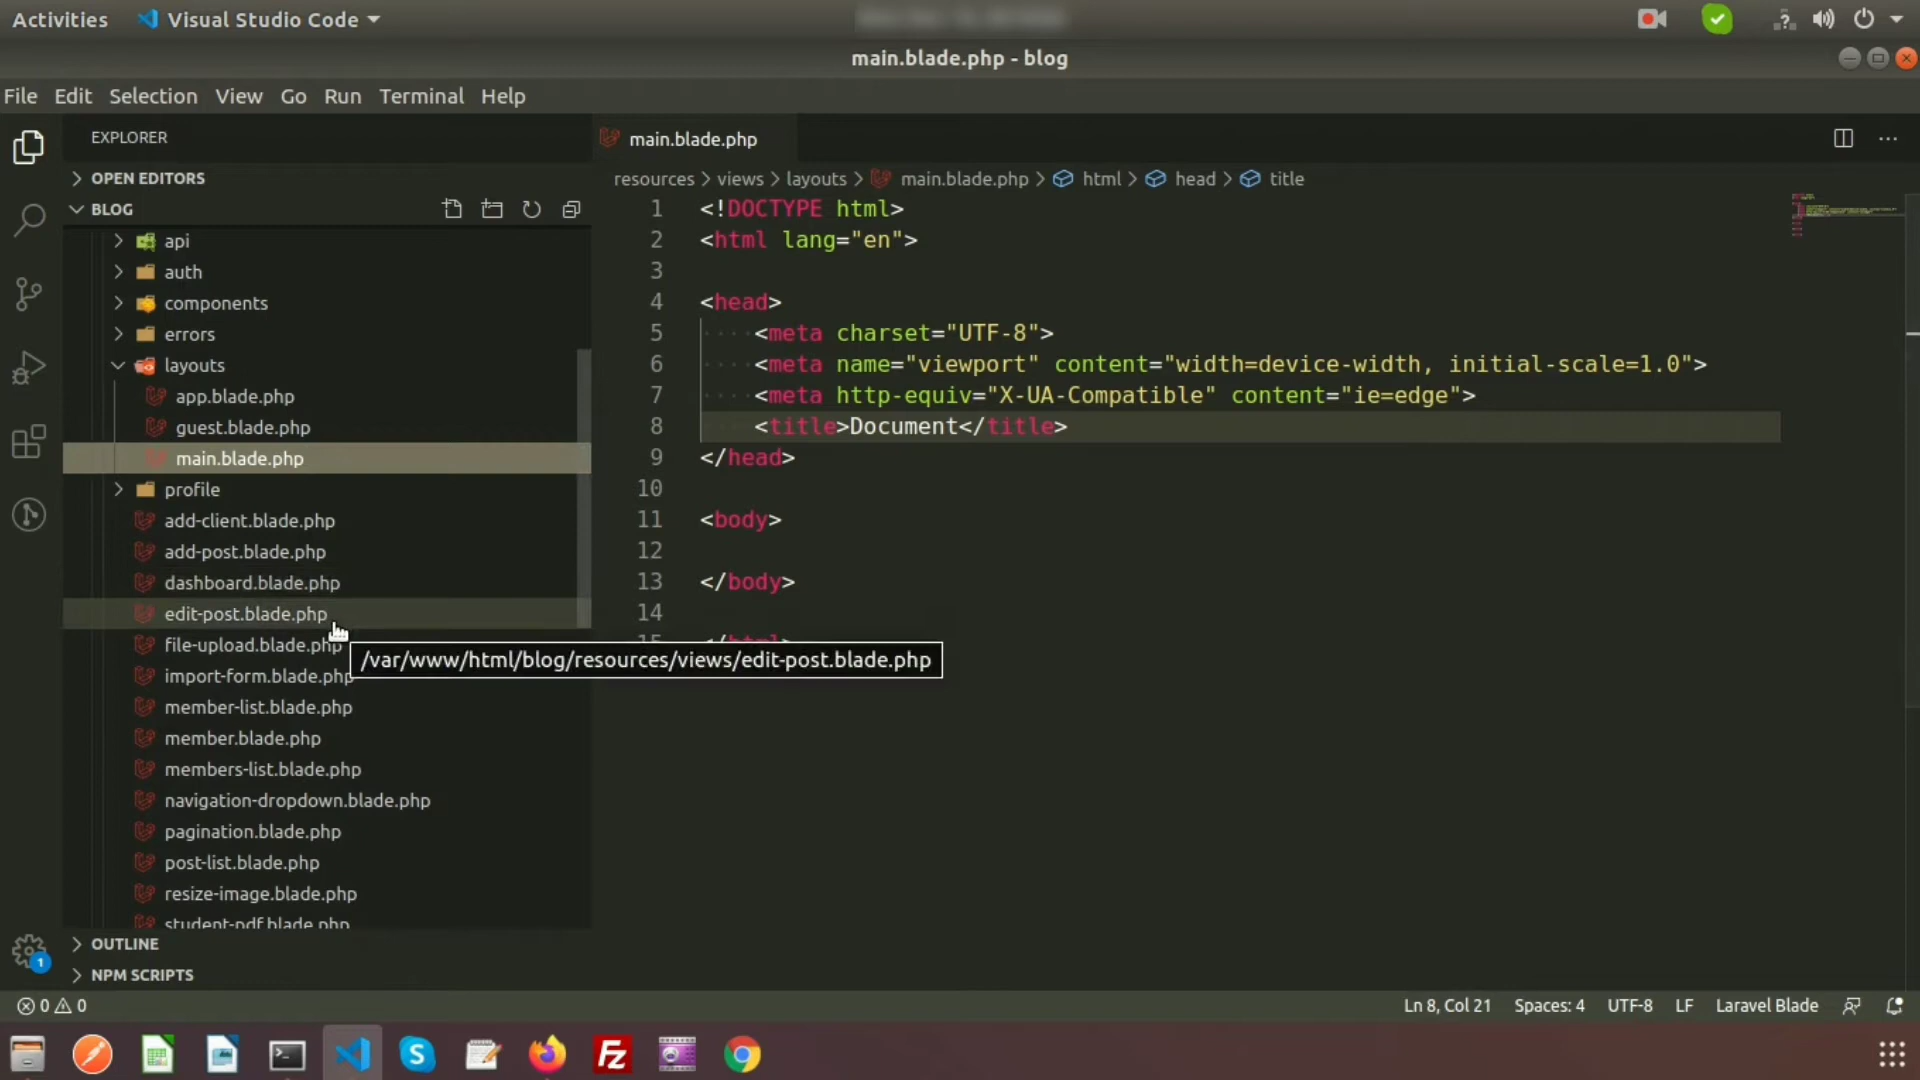 Activities Visual Studio Code
main.blade.php - blog
File Edit Selection View Go Run Terminal Help
EXPLORER
OPEN EDITORS
BLOG
api
auth
components
errors
layouts
app.blade.php
guest.blade.php
main.blade.php
profile
add-client.blade.php
add-post.blade.php
dashboard.blade.php
edit-post.blade.php
file-upload.blade.php
import-form.blade.php
member-list.blade.php
member.blade.php
members-list.blade.php
navigation-dropdown.blade.php
pagination.blade.php
post-list.blade.php
resize-image.blade.php
student-pdf.blade.php
OUTLINE
NPM SCRIPTS
main.blade.php
resources > views > layouts > main.blade.php > html > head > title
1 <!DOCTYPE html>
2 <html lang="en">
3
4 <head>
5 <meta charset="UTF-8">
6 <meta name="viewport" content="width=device-width, initial-scale=1.0">
7 <meta http-equiv="X-UA-Compatible" content="ie=edge">
8 <title>Document</title>
9 </head>
10
11 <body>
12
13 </body>
14
15 </html>
/var/www/html/blog/resources/views/edit-post.blade.php
1
0 0 Ln 8, Col 21 Spaces: 4 UTF-8 LF Laravel Blade